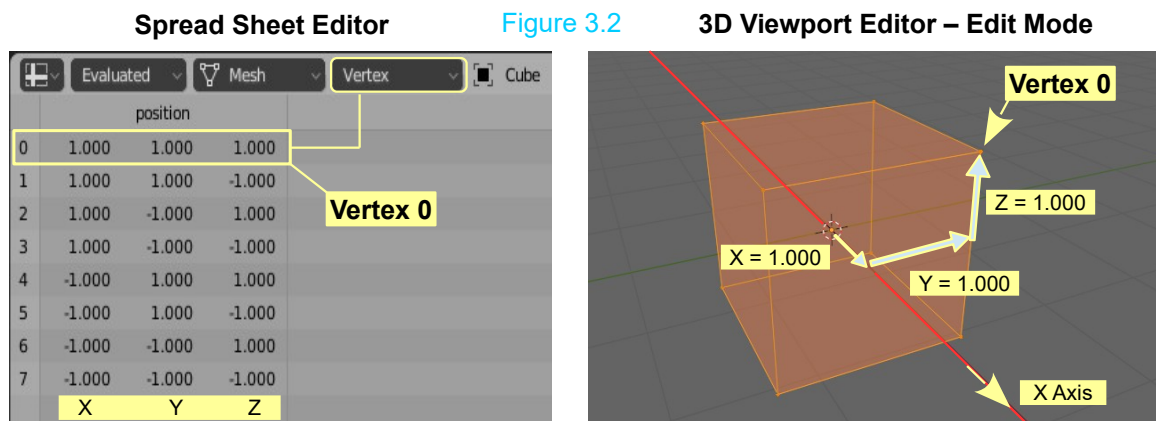 Spread Sheet Editor Figure 3.2 3D Viewport Editor – Edit Mode
Evaluated Mesh Vertex Cube
position
0 1.000 1.000 1.000
1 1.000 1.000 -1.000
2 1.000 -1.000 1.000
3 1.000 -1.000 -1.000
4 -1.000 1.000 1.000
5 -1.000 1.000 -1.000
6 -1.000 -1.000 1.000
7 -1.000 -1.000 -1.000
X Y Z
Vertex 0
Vertex 0
Z = 1.000
X = 1.000
Y = 1.000
X Axis